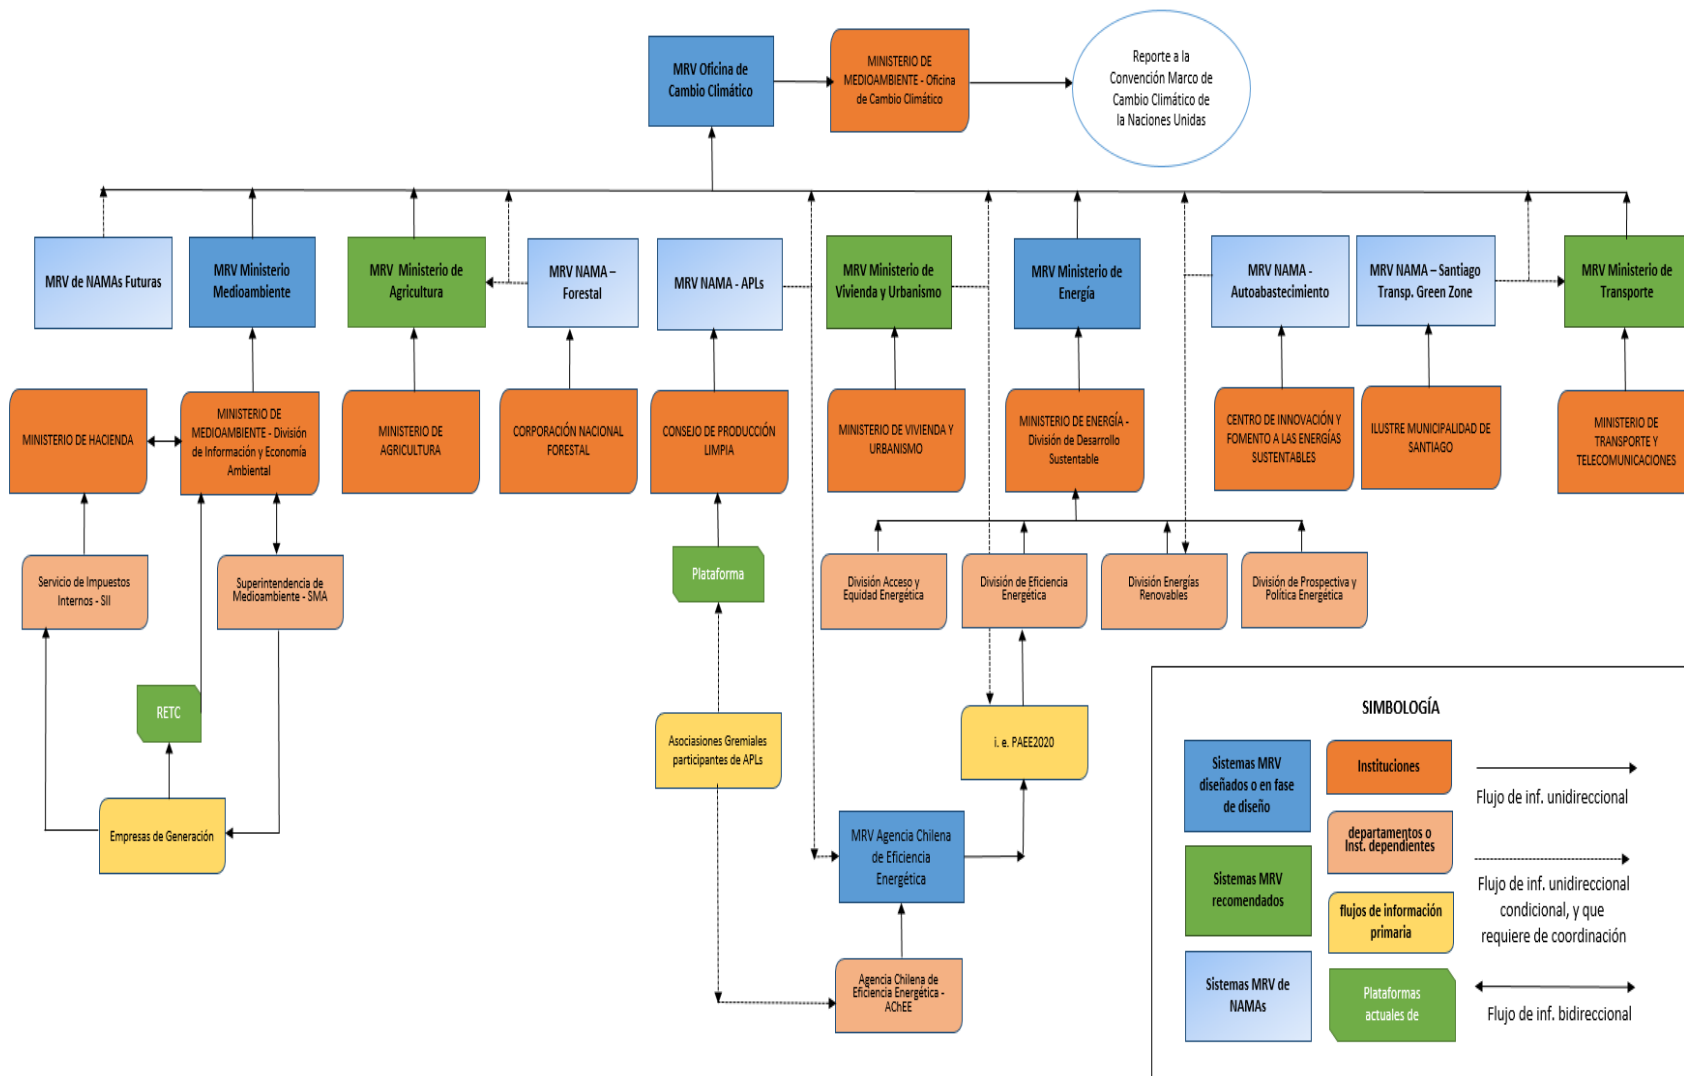 MRV Oficina de
Cambio Climático
MINISTERIO DE
MEDIOAMBIENTE - Oficina
de Cambio Climático
Reporte a la
Convención Marco de
Cambio Climático de
la Naciones Unidas
MRV de NAMAs Futuras
MRV Ministerio
Medioambiente
MRV Ministerio de
Agricultura
MRV NAMA –
Forestal
MRV NAMA - APLs
MRV Ministerio de
Vivienda y Urbanismo
MRV Ministerio de
Energía
MRV NAMA -
Autoabastecimiento
MRV NAMA – Santiago
Transp. Green Zone
MRV Ministerio de
Transporte
MINISTERIO DE HACIENDA
MINISTERIO DE
MEDIOAMBIENTE - División
de Información y Economía
Ambiental
MINISTERIO DE
AGRICULTURA
CORPORACIÓN NACIONAL
FORESTAL
CONSEJO DE PRODUCCIÓN
LIMPIA
MINISTERIO DE VIVIENDA Y
URBANISMO
MINISTERIO DE ENERGÍA -
División de Desarrollo
Sustentable
CENTRO DE INNOVACIÓN Y
FOMENTO A LAS ENERGÍAS
SUSTENTABLES
ILUSTRE MUNICIPALIDAD DE
SANTIAGO
MINISTERIO DE
TRANSPORTE Y
TELECOMUNICACIONES
Servicio de Impuestos
Internos - SII
Superintendencia de
Medioambiente - SMA
Plataforma
División Acceso y
Equidad Energética
División de Eficiencia
Energética
División Energías
Renovables
División de Prospectiva y
Política Energética
RETC
Asociasiones Gremiales
participantes de APLs
i. e. PAEE2020
Empresas de Generación
MRV Agencia Chilena
de Eficiencia
Energética
Agencia Chilena de
Eficiencia Energética -
AChEE
SIMBOLOGÍA
Sistemas MRV
diseñados o en fase
de diseño
Instituciones
Flujo de inf. unidireccional
departamentos o
Inst. dependientes
Sistemas MRV
recomendados
flujos de información
primaria
Flujo de inf. unidireccional
condicional, y que
requiere de coordinación
Sistemas MRV de
NAMAs
Plataformas
actuales de
Flujo de inf. bidireccional